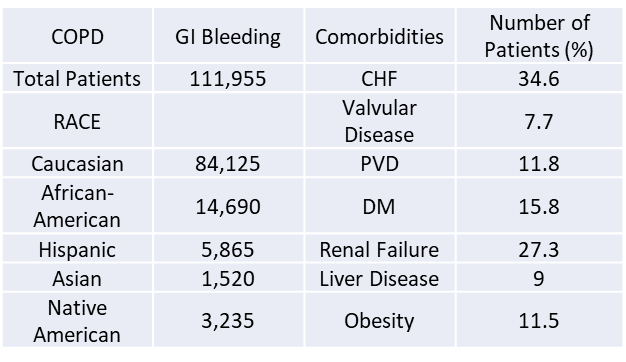 COPD GI Bleeding Comorbidities Number of Patients (%)
Total Patients 111,955 CHF 34.6
RACE Valvular Disease 7.7
Caucasian 84,125 PVD 11.8
African-American 14,690 DM 15.8
Hispanic 5,865 Renal Failure 27.3
Asian 1,520 Liver Disease 9
Native American 3,235 Obesity 11.5